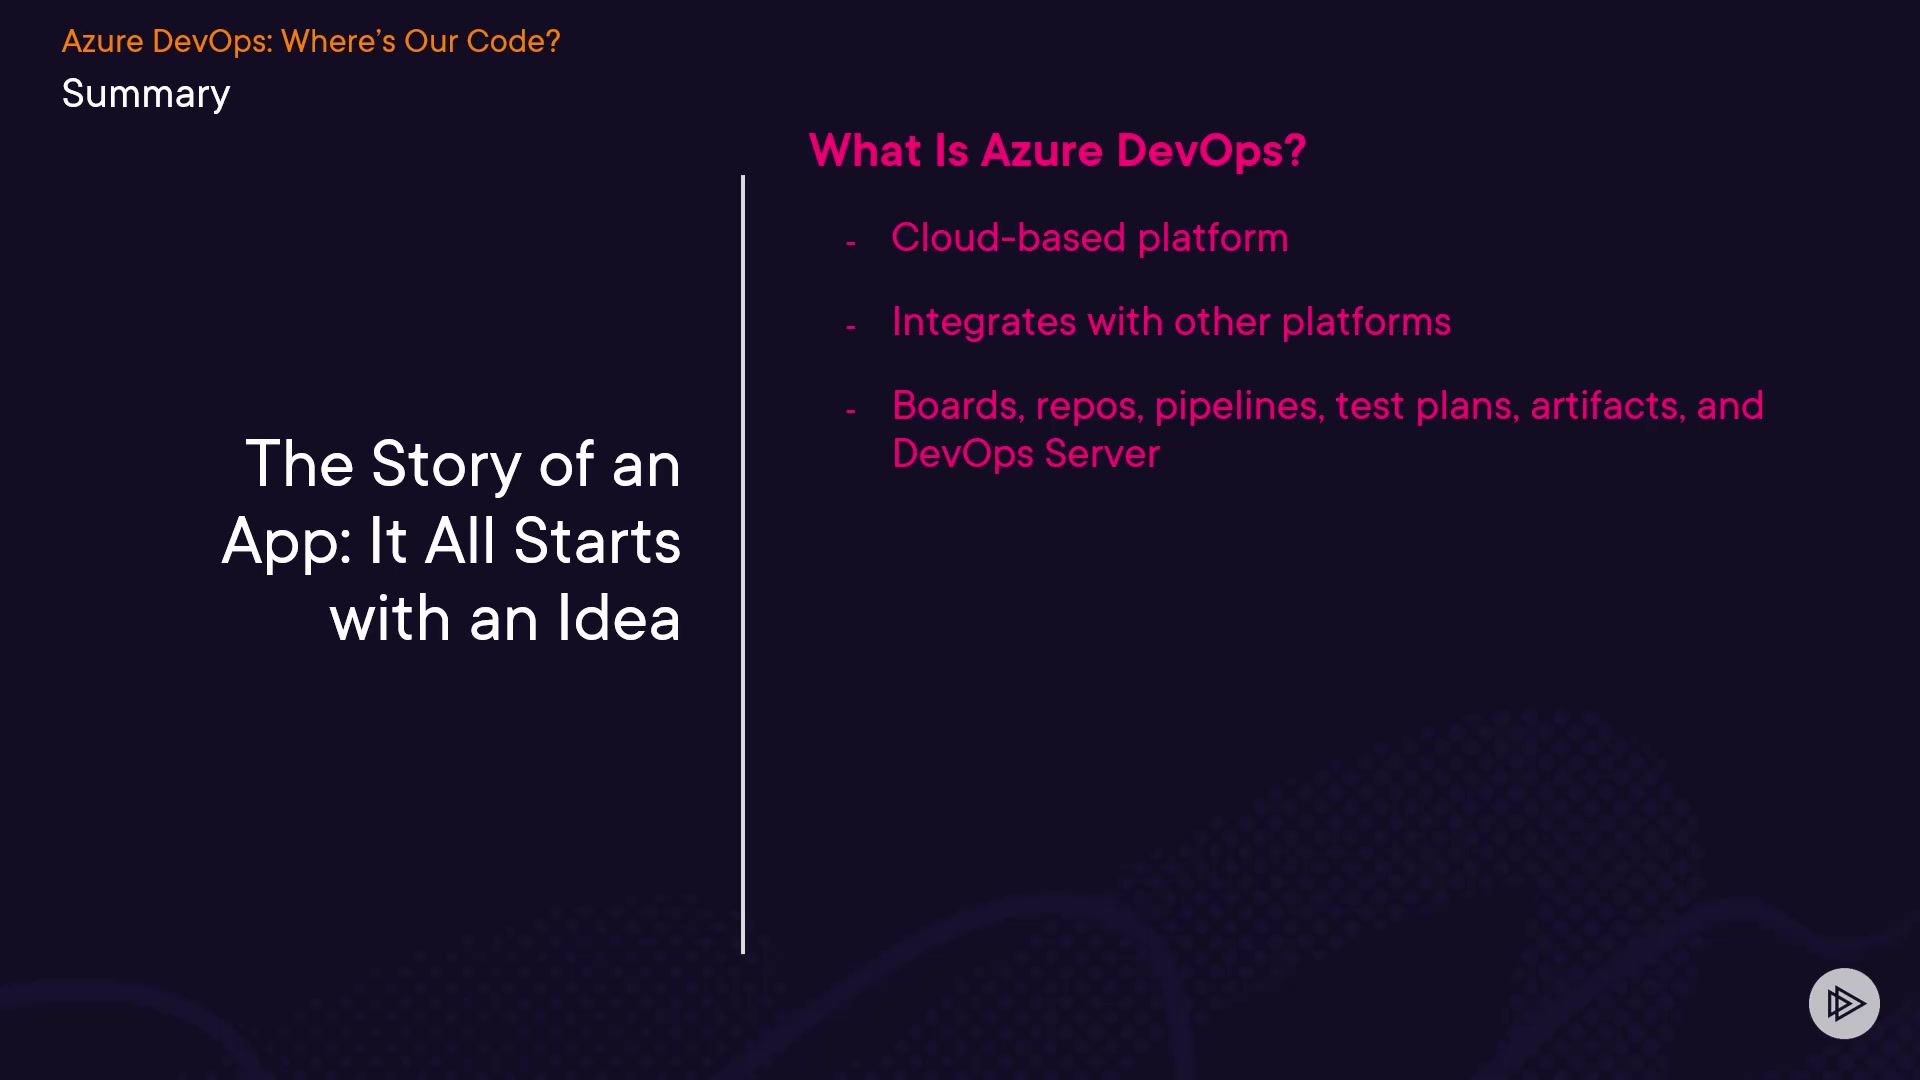 Azure DevOps: Where’s Our Code?
Summary
The Story of an
App: It All Starts
with an Idea
What Is Azure DevOps?
- Cloud-based platform
- Integrates with other platforms
- Boards, repos, pipelines, test plans, artifacts, and
DevOps Server